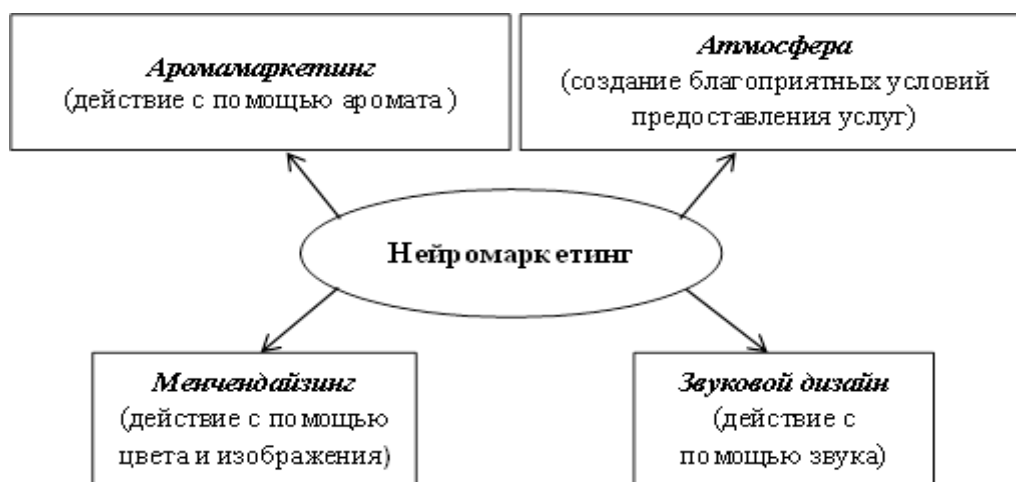 Аромамаркетинг
(действие с помощью аромата )
Атмосфера
(создание благоприятных условий
предоставления услуг)
Нейромаркетинг
Менчендайзинг
(действие с помощью
цвета и изображения)
Звуковой дизайн
(действие с
помощью звука)